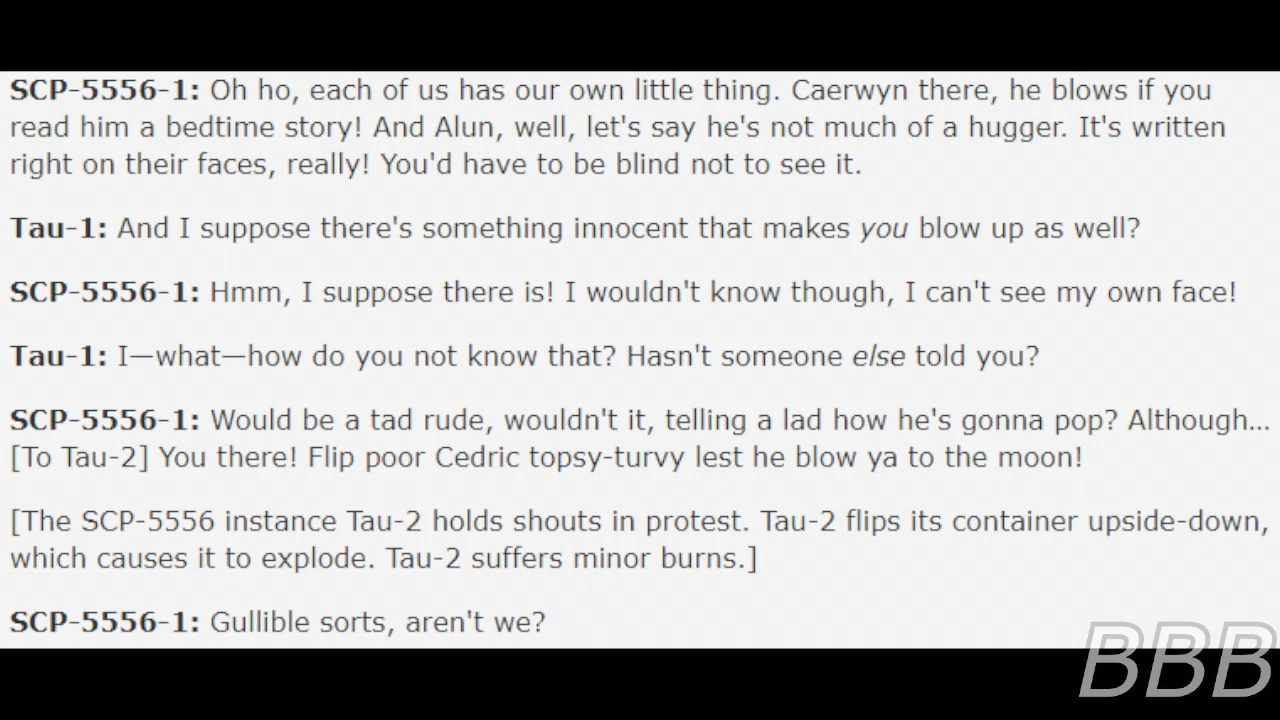 SCP-5556-1: Oh ho, each of us has our own little thing. Caerwyn there, he blows if you
read him a bedtime story! And Alun, well, let's say he's not much of a hugger. It's written
right on their faces, really! You'd have to be blind not to see it.
Tau-1: And I suppose there's something innocent that makes you blow up as well?
SCP-5556-1: Hmm, I suppose there is! I wouldn't know though, I can't see my own face!
Tau-1: I—what—how do you not know that? Hasn't someone else told you?
SCP-5556-1: Would be a tad rude, wouldn't it, telling a lad how he's gonna pop? Although...
[To Tau-2] You there! Flip poor Cedric topsy-turvy lest he blow ya to the moon!
[The SCP-5556 instance Tau-2 holds shouts in protest. Tau-2 flips its container upside-down,
which causes it to explode. Tau-2 suffers minor burns.]
SCP-5556-1: Gullible sorts, aren't we?
BBB